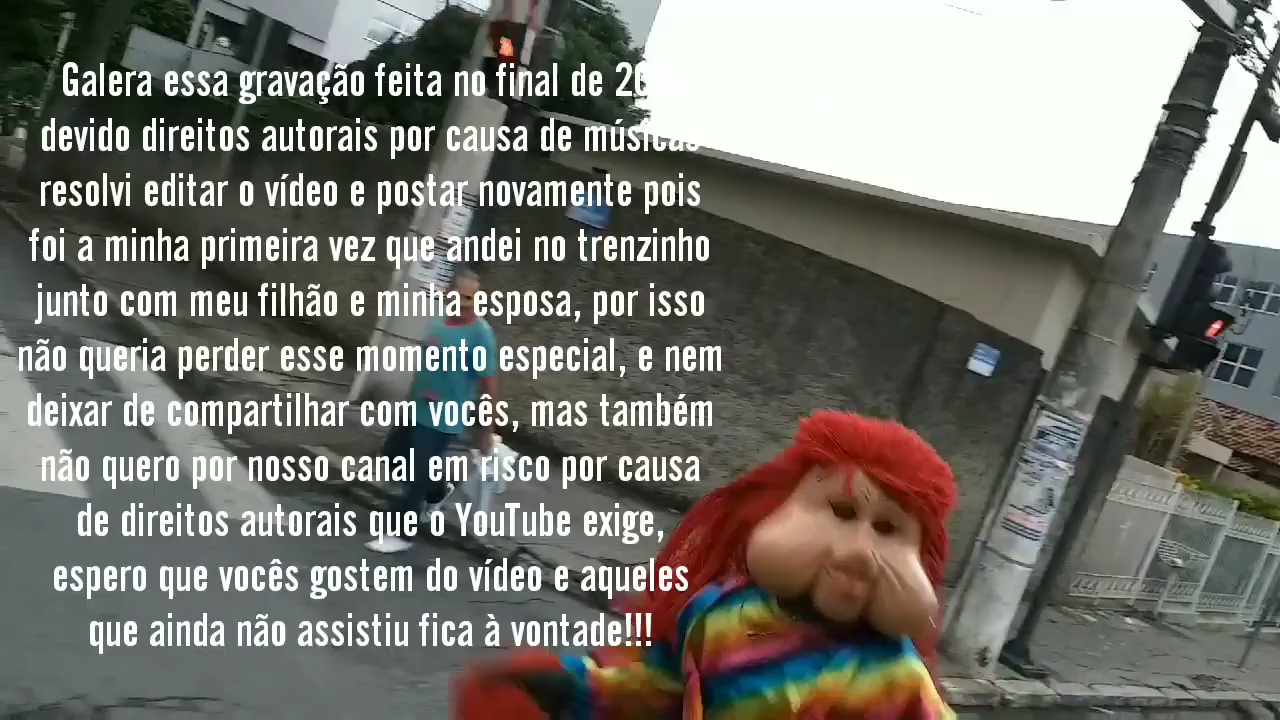 Galera essa gravação feita no final de
devido direitos autorais por causa de músicas
resolvi editar o vídeo e postar novamente pois
foi a minha primeira vez que andei no trenzinho
junto com meu filhão e minha esposa, por isso
não queria perder esse momento especial, e nem
deixar de compartilhar com vocês, mas também
não quero por nosso canal em risco por causa
de direitos autorais que o YouTube exige,
espero que vocês gostem do vídeo e aqueles
que ainda não assistiu fica à vontade!!!